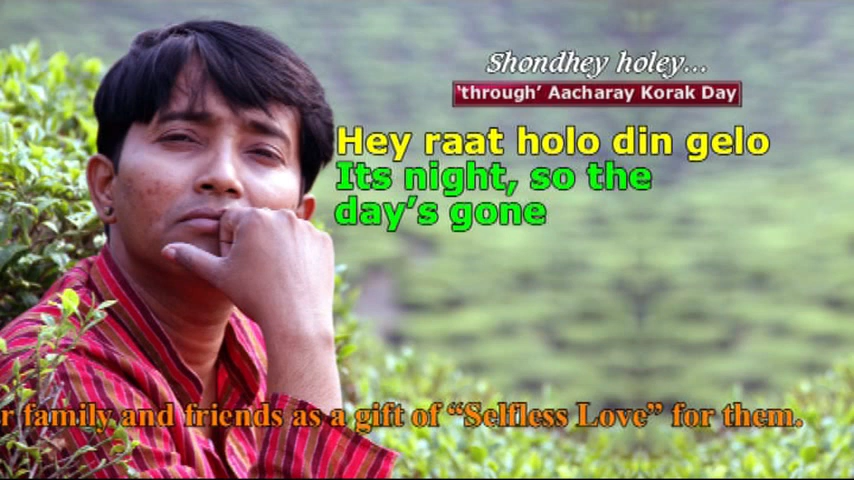 Shondhey holey...
‘through’ Aacharay Korak Day
Hey raat holo din gelo
Its night, so the
day’s gone
r family and friends as a gift of “Selfless Love” for them.